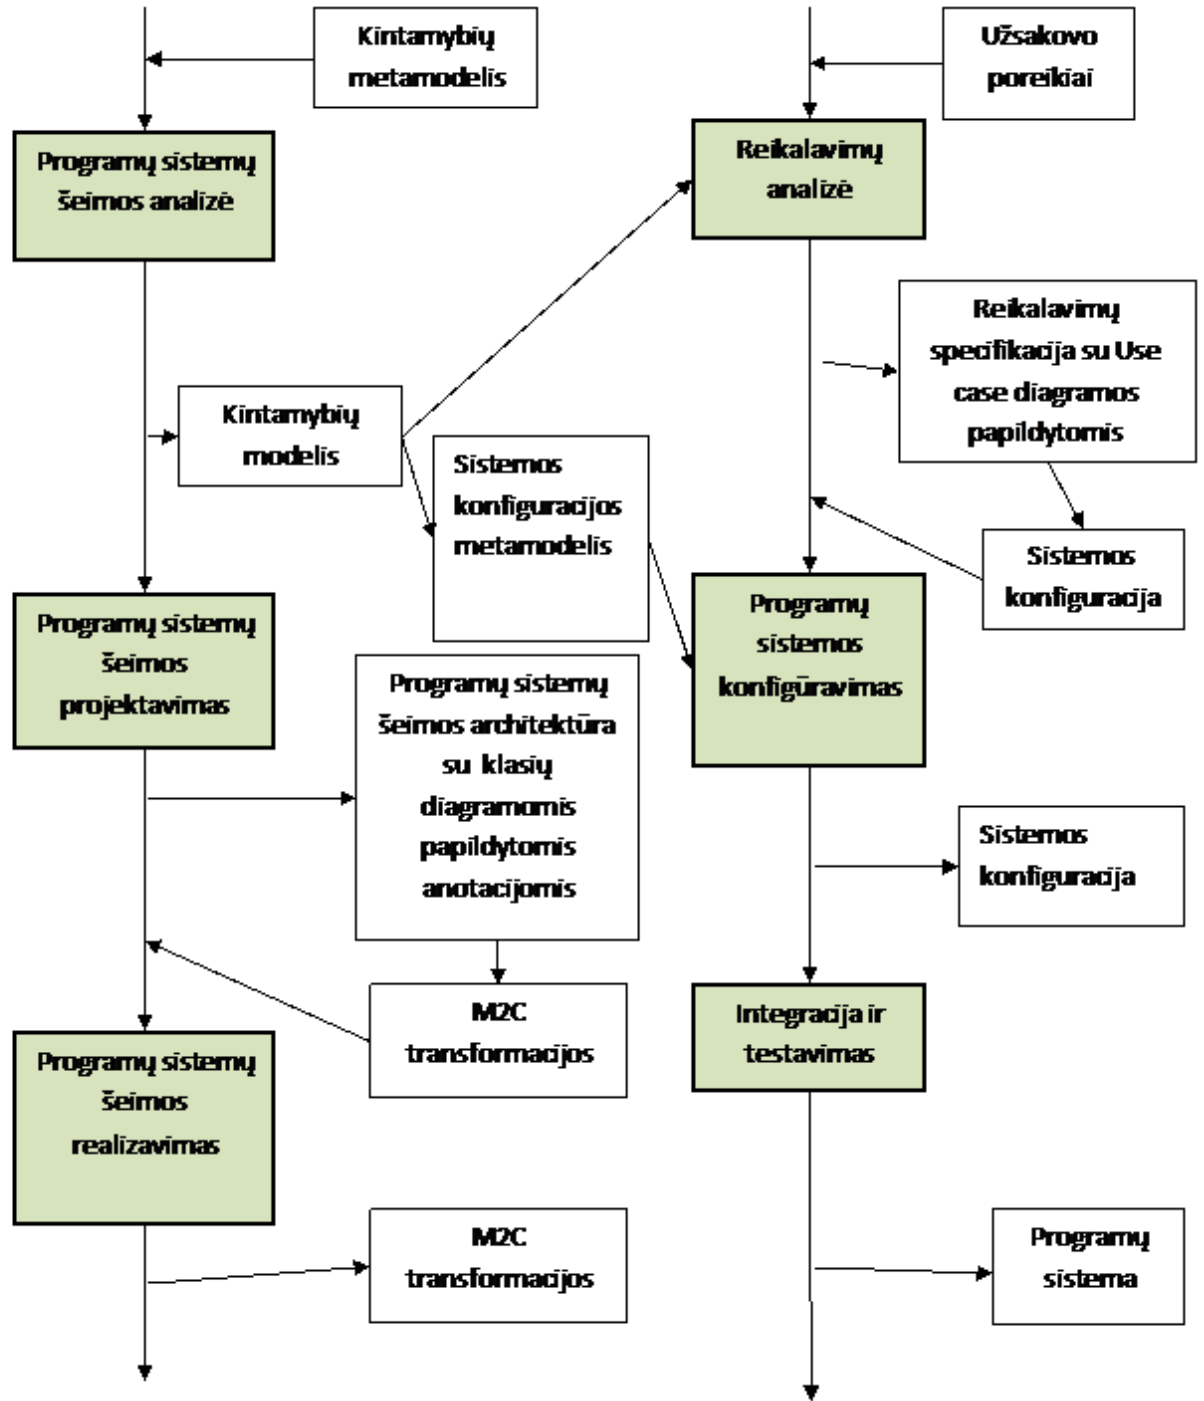 Kintamybių
metamodelis
Užsakovo
poreikiai
Programų sistemų
šeimos analizė
Reikalavimų
analizė
Reikalavimų
specifikacija su Use
case diagramos
papildytomis
Kintamybių
modelis
Sistemos
konfiguracijos
metamodelis
Sistemos
konfiguracija
Programų sistemų
šeimos
projektavimas
Programų
sistemos
konfigūravimas
Programų sistemų
šeimos architektūra
su klasių
diagramomis
papildytomis
anotacijomis
Sistemos
konfiguracija
M2C
transformacijos
Integracija ir
testavimas
Programų sistemų
šeimos
realizavimas
M2C
transformacijos
Programų
sistema